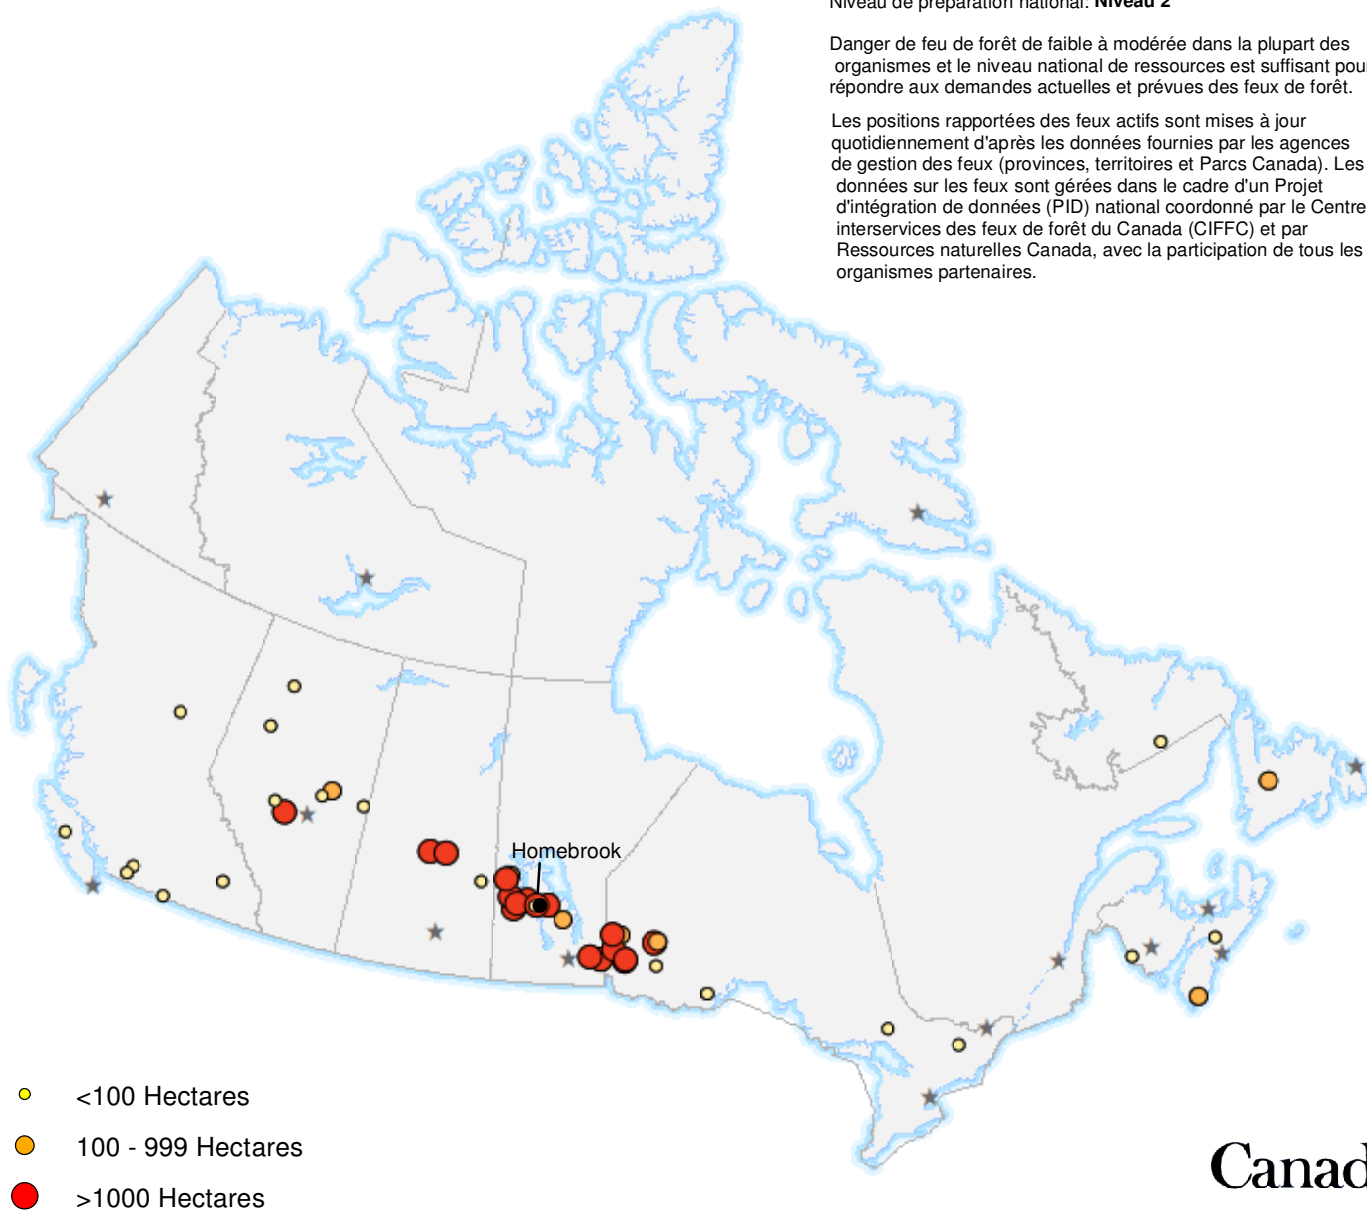 Niveau de préparation national: Niveau 2
Danger de feu de forêt de faible à modérée dans la plupart des
organismes et le niveau national de ressources est suffisant pour
répondre aux demandes actuelles et prévues des feux de forêt.
Les positions rapportées des feux actifs sont mises à jour
quotidiennement d'après les données fournies par les agences
de gestion des feux (provinces, territoires et Parcs Canada). Les
données sur les feux sont gérées dans le cadre d'un Projet
d'intégration de données (PID) national coordonné par le Centre
interservices des feux de forêt du Canada (CIFFC) et par
Ressources naturelles Canada, avec la participation de tous les
organismes partenaires.
Homebrook
<100 Hectares
100 - 999 Hectares
>1000 Hectares
Canad